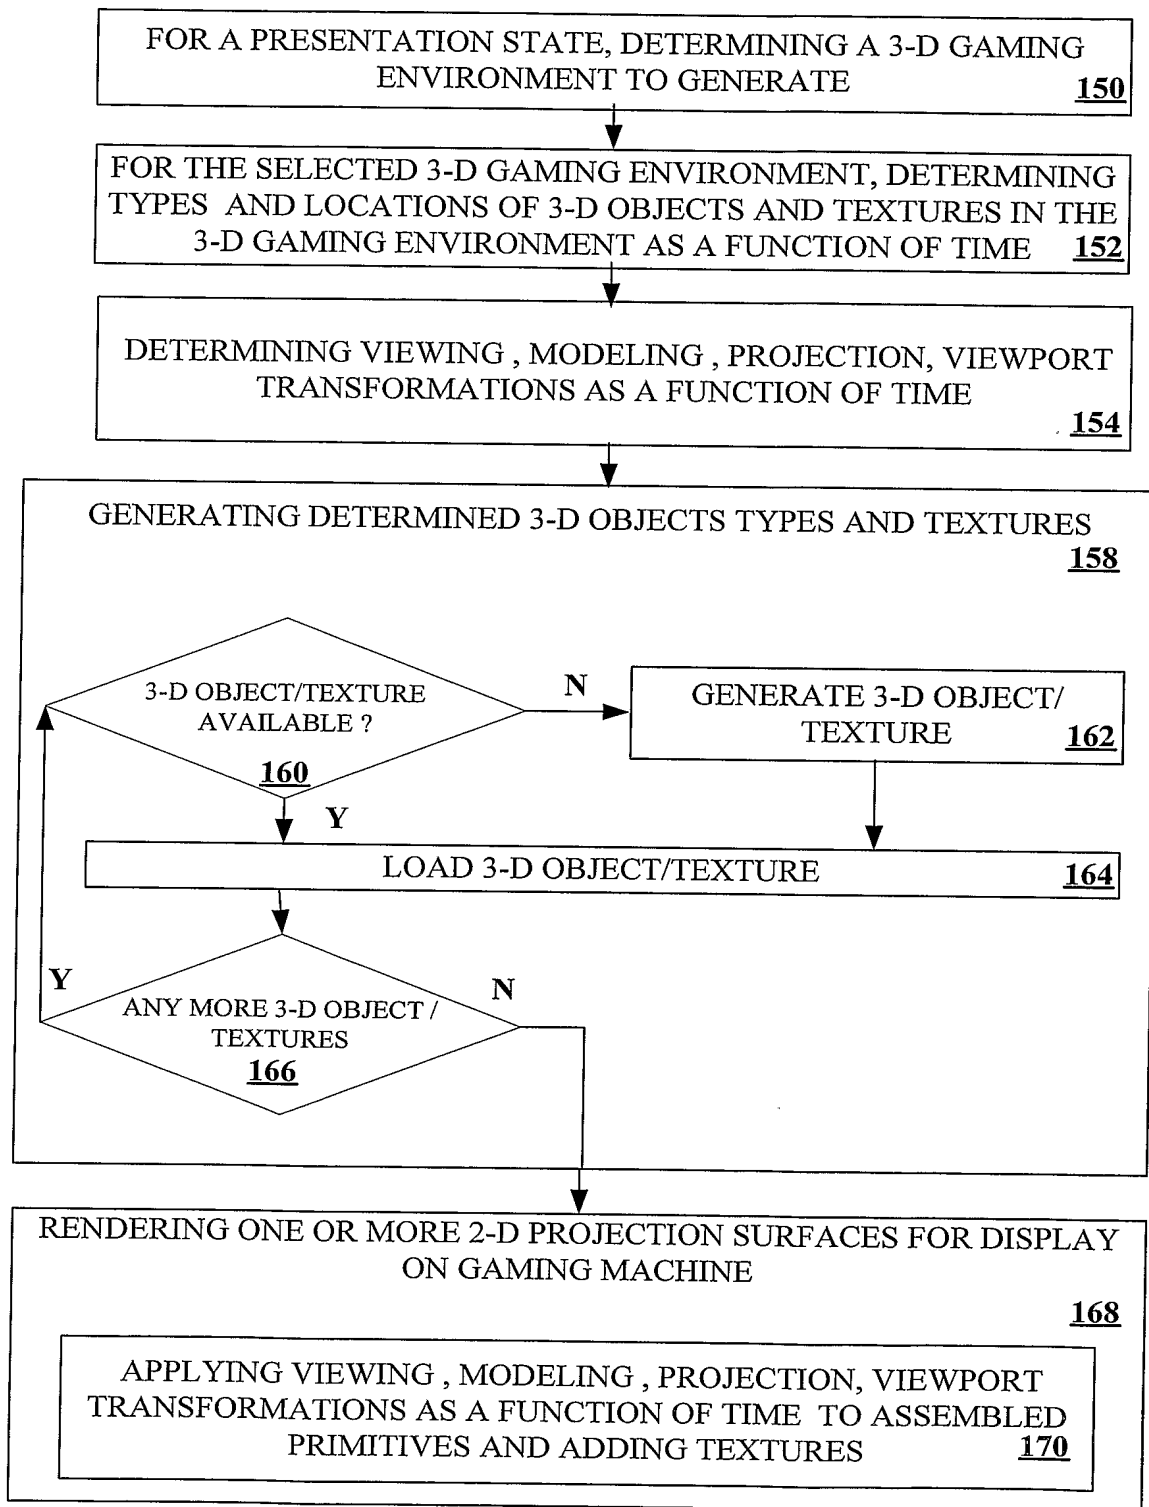 FOR A PRESENTATION STATE, DETERMINING A 3-D GAMING
ENVIRONMENT TO GENERATE
150
FOR THE SELECTED 3-D GAMING ENVIRONMENT, DETERMINING
TYPES AND LOCATIONS OF 3-D OBJECTS AND TEXTURES IN THE
3-D GAMING ENVIRONMENT AS A FUNCTION OF TIME 152
DETERMINING VIEWING , MODELING , PROJECTION, VIEWPORT
TRANSFORMATIONS AS A FUNCTION OF TIME
154
GENERATING DETERMINED 3-D OBJECTS TYPES AND TEXTURES
158
3-D OBJECT/TEXTURE
AVAILABLE ?
160
N
GENERATE 3-D OBJECT/
TEXTURE 162
Y
LOAD 3-D OBJECT/TEXTURE 164
Y
N
ANY MORE 3-D OBJECT /
TEXTURES
166
RENDERING ONE OR MORE 2-D PROJECTION SURFACES FOR DISPLAY
ON GAMING MACHINE
168
APPLYING VIEWING , MODELING , PROJECTION, VIEWPORT
TRANSFORMATIONS AS A FUNCTION OF TIME TO ASSEMBLED
PRIMITIVES AND ADDING TEXTURES 170